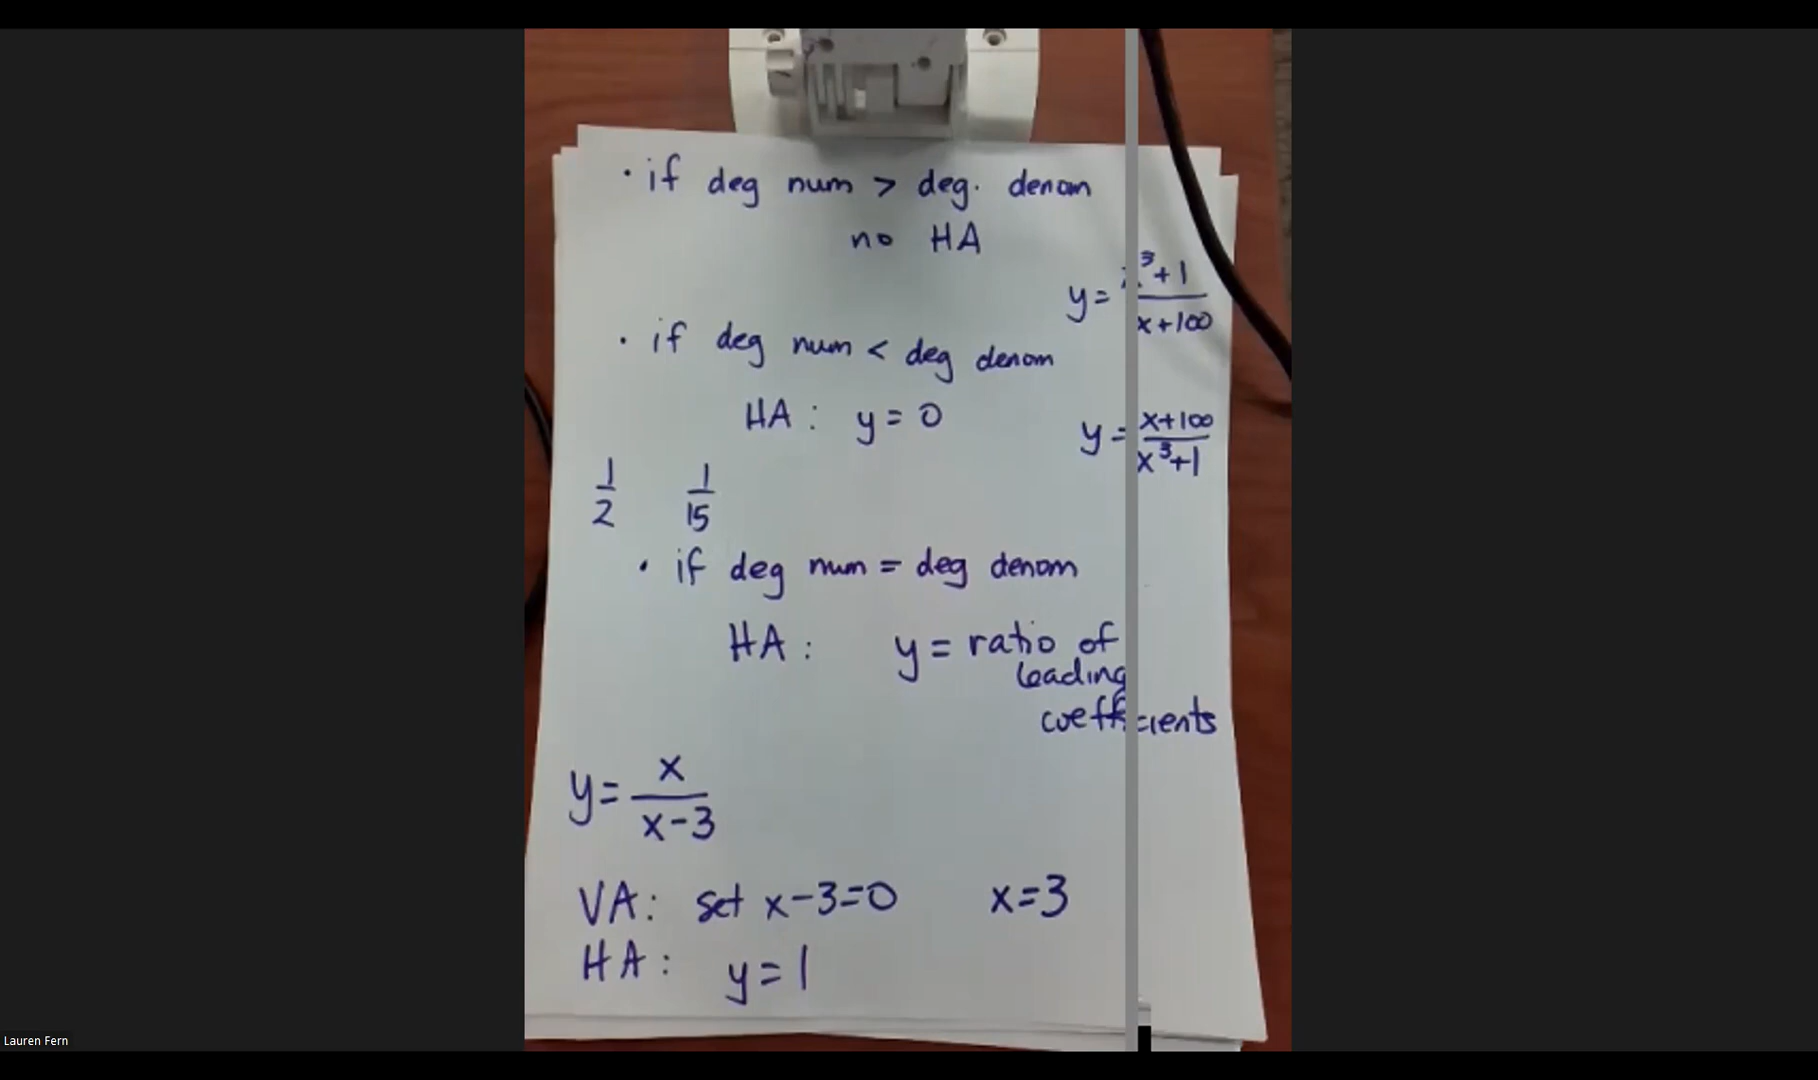 · if deg num > deg. denom
no HA
y = x³+1 / x+100
· if deg num < deg denom
HA : y = 0
y = x+100 / x³+1
1/2 1/15
· if deg num = deg denom
HA : y = ratio of
leading
coefficients
y = x / x-3
VA : set x-3=0 x=3
HA : y = 1
Lauren Fern